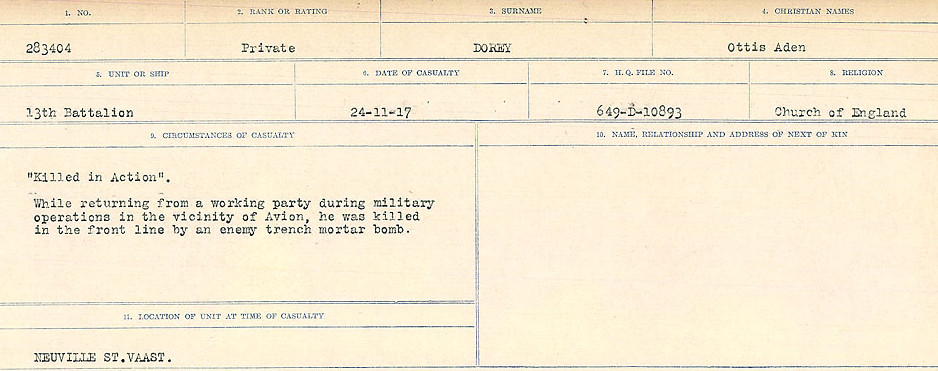 1. NO.
2. RANK OR RATING
3. SURNAME
4. CHRISTIAN NAMES
283404
Private
DOREY
Ottis Aden
5. UNIT OR SHIP
6. DATE OF CASUALTY
7. H.Q. FILE NO.
8. RELIGION
13th Battalion
24-11-17
649-D-10893
Church of England
9. CIRCUMSTANCES OF CASUALTY
10. NAME, RELATIONSHIP AND ADDRESS OF NEXT OF KIN
"Killed in Action".
While returning from a working party during military
operations in the vicinity of Avion, he was killed
in the front line by an enemy trench mortar bomb.
11. LOCATION OF UNIT AT TIME OF CASUALTY
NEUVILLE ST.VAAST.